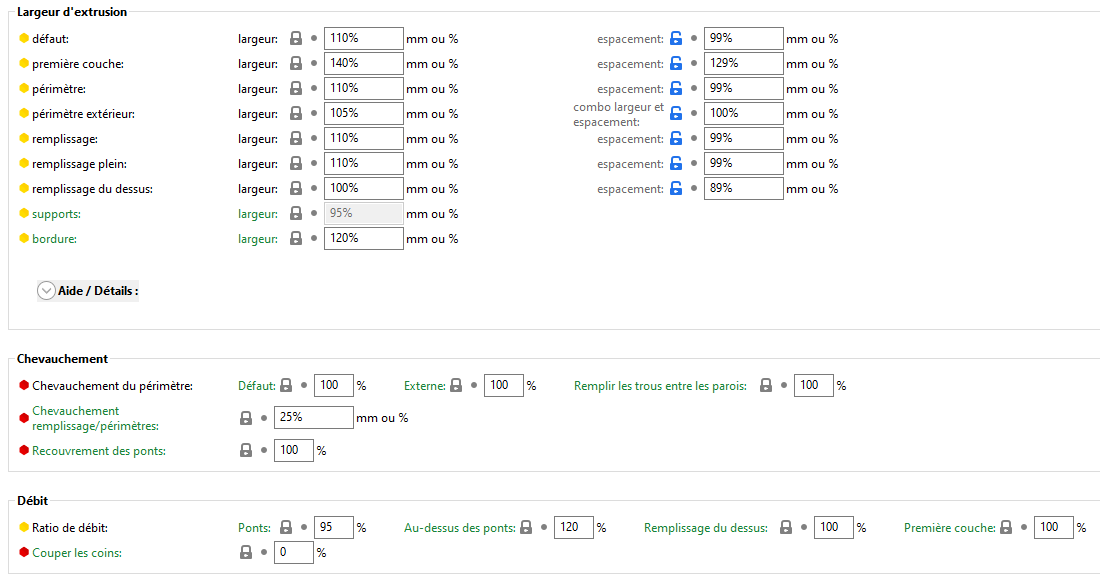 Largeur d'extrusion
défaut: largeur: 110% mm ou % espacement: 99% mm ou %
première couche: largeur: 140% mm ou % espacement: 129% mm ou %
périmètre: largeur: 110% mm ou % espacement: 99% mm ou %
périmètre extérieur: largeur: 105% mm ou % combo largeur et espacement: 100% mm ou %
remplissage: largeur: 110% mm ou % espacement: 99% mm ou %
remplissage plein: largeur: 110% mm ou % espacement: 99% mm ou %
remplissage du dessus: largeur: 100% mm ou % espacement: 89% mm ou %
supports: largeur: 95% mm ou %
bordure: largeur: 120% mm ou %
Aide / Détails :
Chevauchement
Chevauchement du périmètre: Défaut: 100 % Externe: 100 % Remplir les trous entre les parois: 100 %
Chevauchement
remplissage/périmètres: 25% mm ou %
Recouvrement des ponts: 100 %
Débit
Ratio de débit: Ponts: 95 % Au-dessus des ponts: 120 % Remplissage du dessus: 100 % Première couche: 100 %
Couper les coins: 0 %